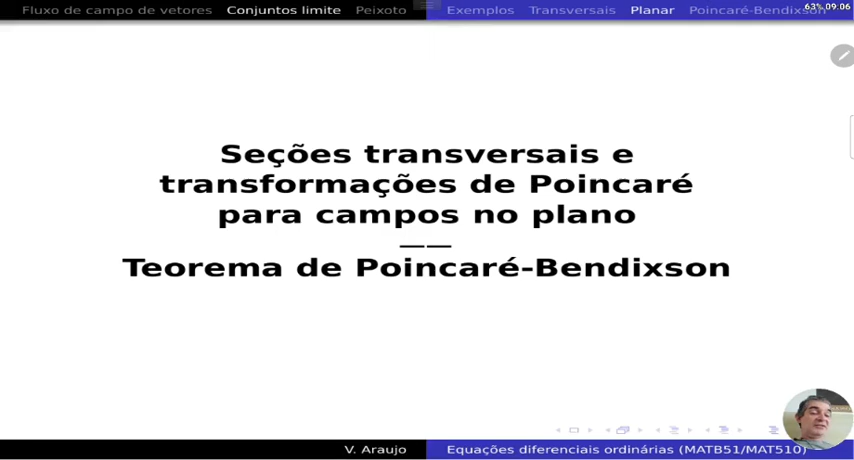 Fluxo de campo de vetores Conjuntos limite Peixoto Exemplos Transversais Planar Poincaré-Bendixson
63% 09:06
Seções transversais e
transformações de Poincaré
para campos no plano
——
Teorema de Poincaré-Bendixson
V. Araujo Equações diferenciais ordinárias (MATB51/MAT510)